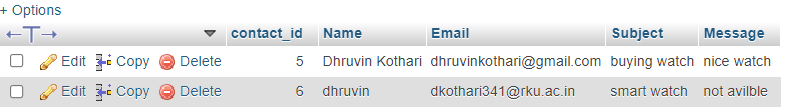 + Options
←T→ contact_id Name Email Subject Message
Edit Copy Delete 5 Dhruvin Kothari dhruvinkothari@gmail.com buying watch nice watch
Edit Copy Delete 6 dhruvin dkothari341@rku.ac.in smart watch not avilble